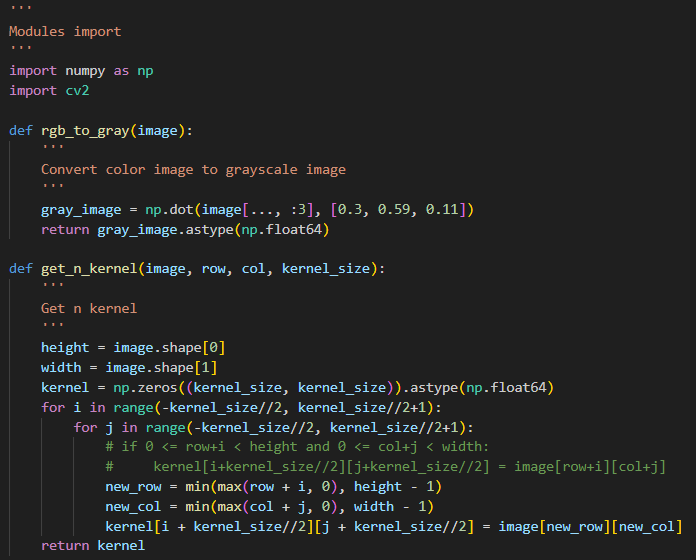 '''
Modules import
'''
import numpy as np
import cv2

def rgb_to_gray(image):
    '''
    Convert color image to grayscale image
    '''
    gray_image = np.dot(image[..., :3], [0.3, 0.59, 0.11])
    return gray_image.astype(np.float64)

def get_n_kernel(image, row, col, kernel_size):
    '''
    Get n kernel
    '''
    height = image.shape[0]
    width = image.shape[1]
    kernel = np.zeros((kernel_size, kernel_size)).astype(np.float64)
    for i in range(-kernel_size//2, kernel_size//2+1):
        for j in range(-kernel_size//2, kernel_size//2+1):
            # if 0 <= row+i < height and 0 <= col+j < width:
            #     kernel[i+kernel_size//2][j+kernel_size//2] = image[row+i][col+j]
            new_row = min(max(row + i, 0), height - 1)
            new_col = min(max(col + j, 0), width - 1)
            kernel[i + kernel_size//2][j + kernel_size//2] = image[new_row][new_col]
    return kernel